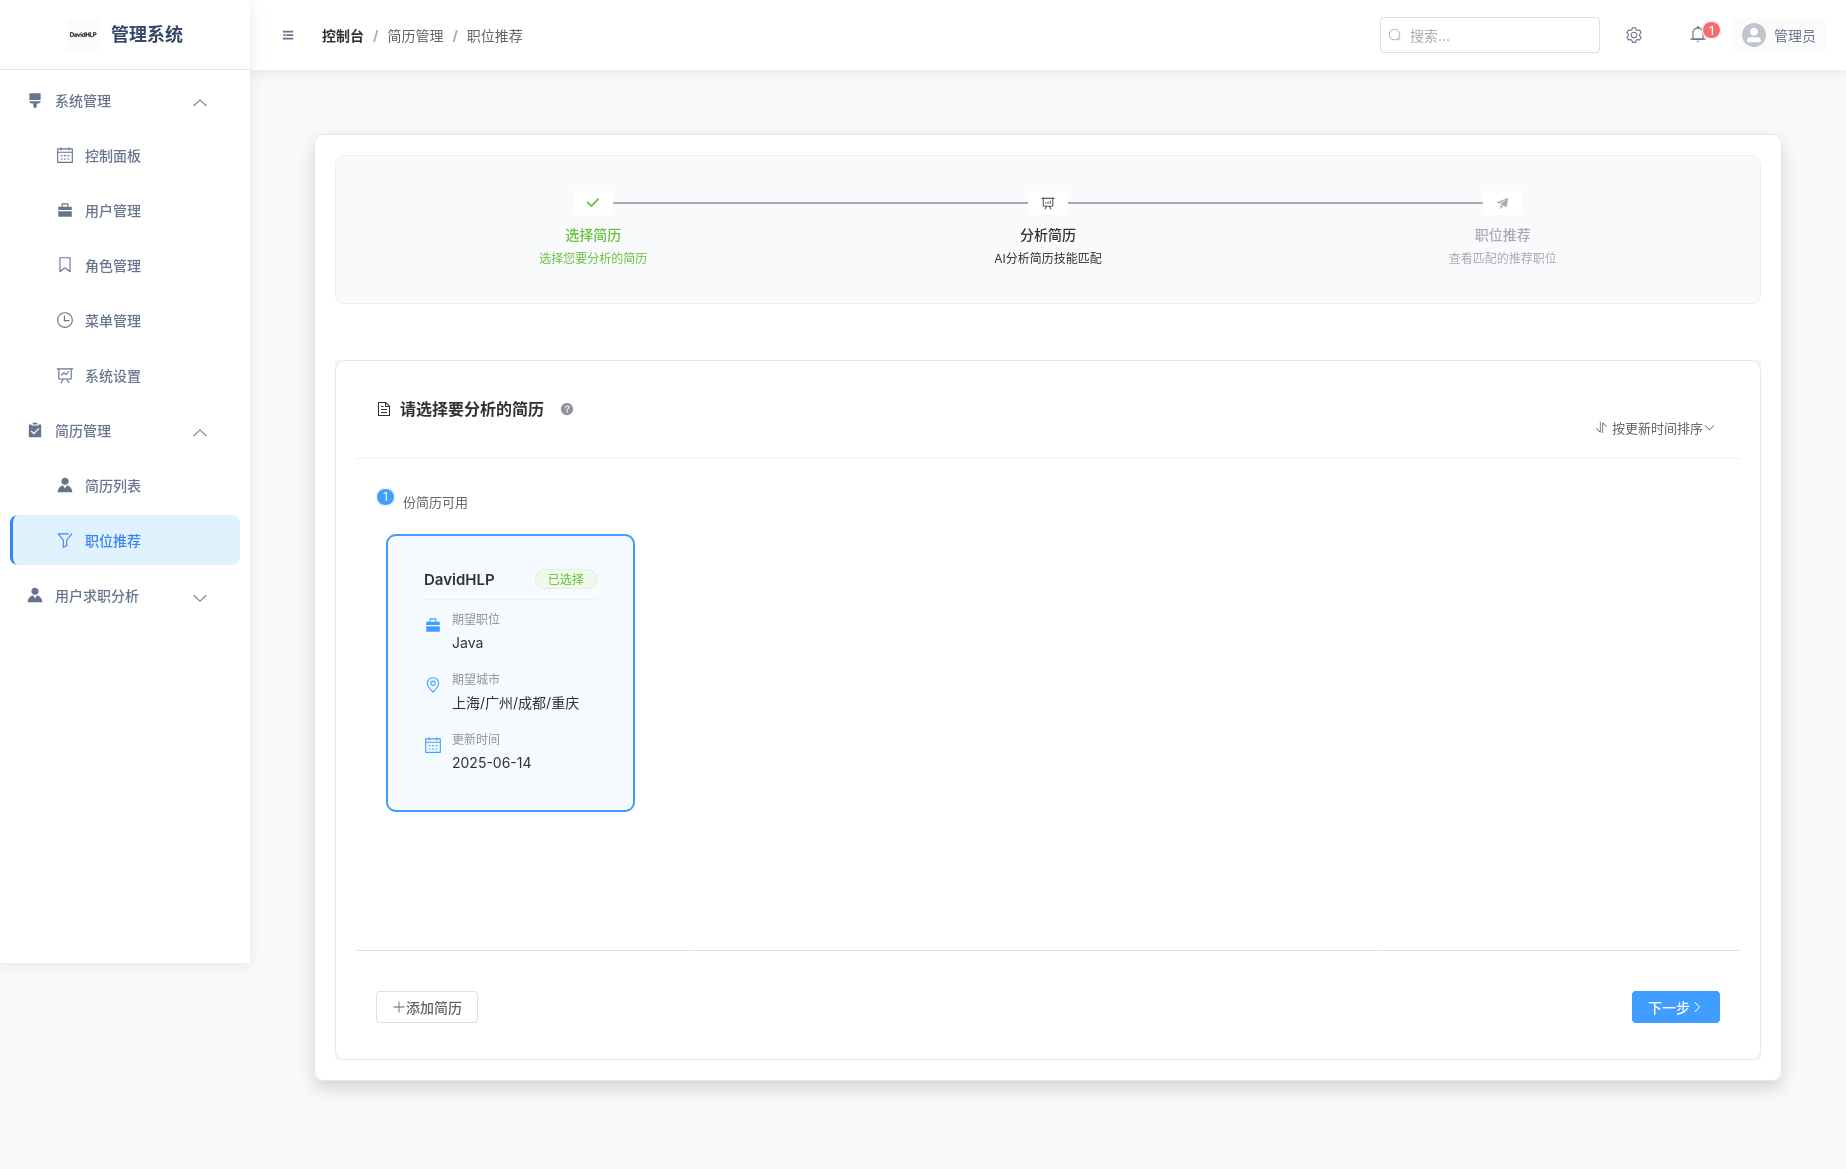 DavidHLP 管理系统
控制台 / 简历管理 / 职位推荐
搜索...
1
管理员
系统管理
控制面板
用户管理
角色管理
菜单管理
系统设置
简历管理
简历列表
职位推荐
用户求职分析
选择简历
选择您要分析的简历
分析简历
AI分析简历技能匹配
职位推荐
查看匹配的推荐职位
请选择要分析的简历
按更新时间排序
1 份简历可用
DavidHLP 已选择
期望职位
Java
期望城市
上海/广州/成都/重庆
更新时间
2025-06-14
添加简历
下一步